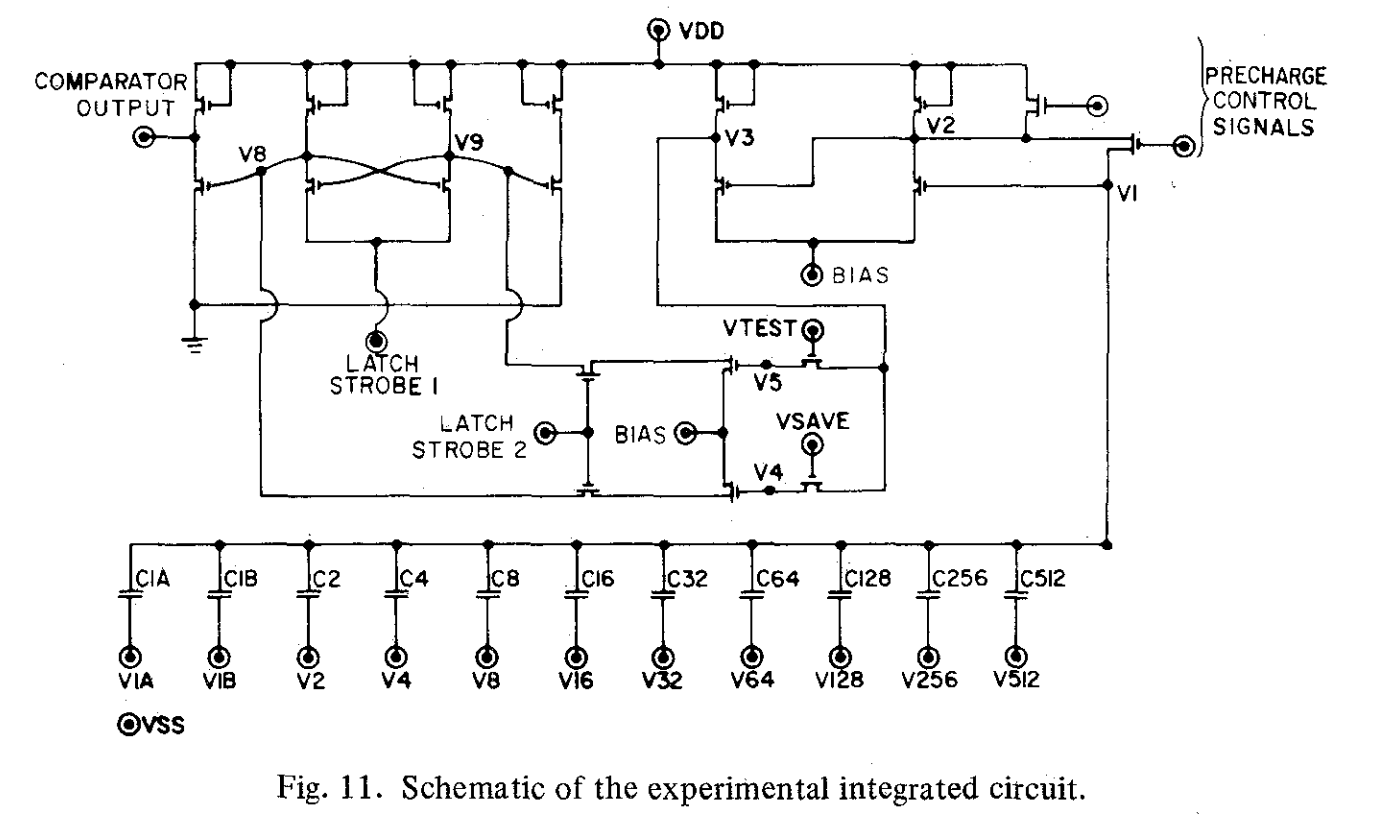 VDD
COMPARATOR
OUTPUT
PRECHARGE
CONTROL
SIGNALS
V8
V9
V3
V2
V1
BIAS
VTEST
LATCH
STROBE 1
V5
LATCH
STROBE 2
BIAS
VSAVE
V4
C1A C1B C2 C4 C8 C16 C32 C64 C128 C256 C512
V1A V1B V2 V4 V8 V16 V32 V64 V128 V256 V512
VSS
Fig. 11. Schematic of the experimental integrated circuit.